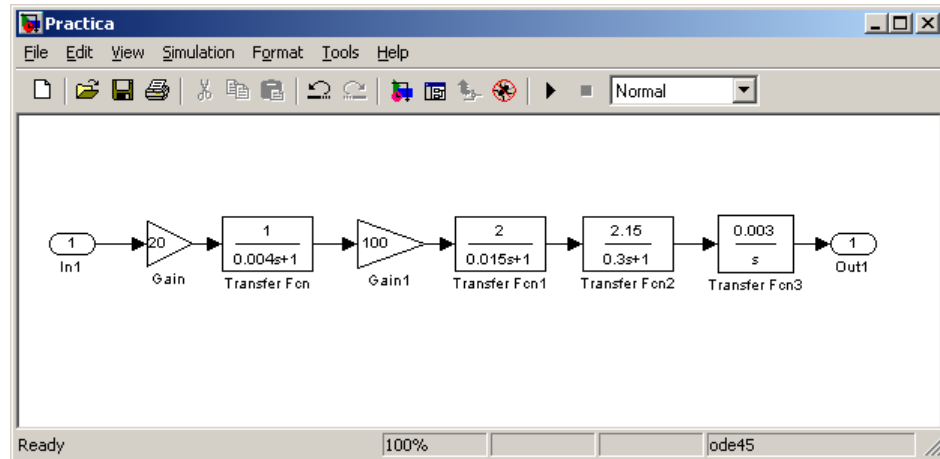 Practica
File Edit View Simulation Format Tools Help
Normal
1
In1
20
Gain
1
0.004s+1
Transfer Fcn
100
Gain1
2
0.015s+1
Transfer Fcn1
2.15
0.3s+1
Transfer Fcn2
0.003
s
Transfer Fcn3
1
Out1
Ready 100% ode45